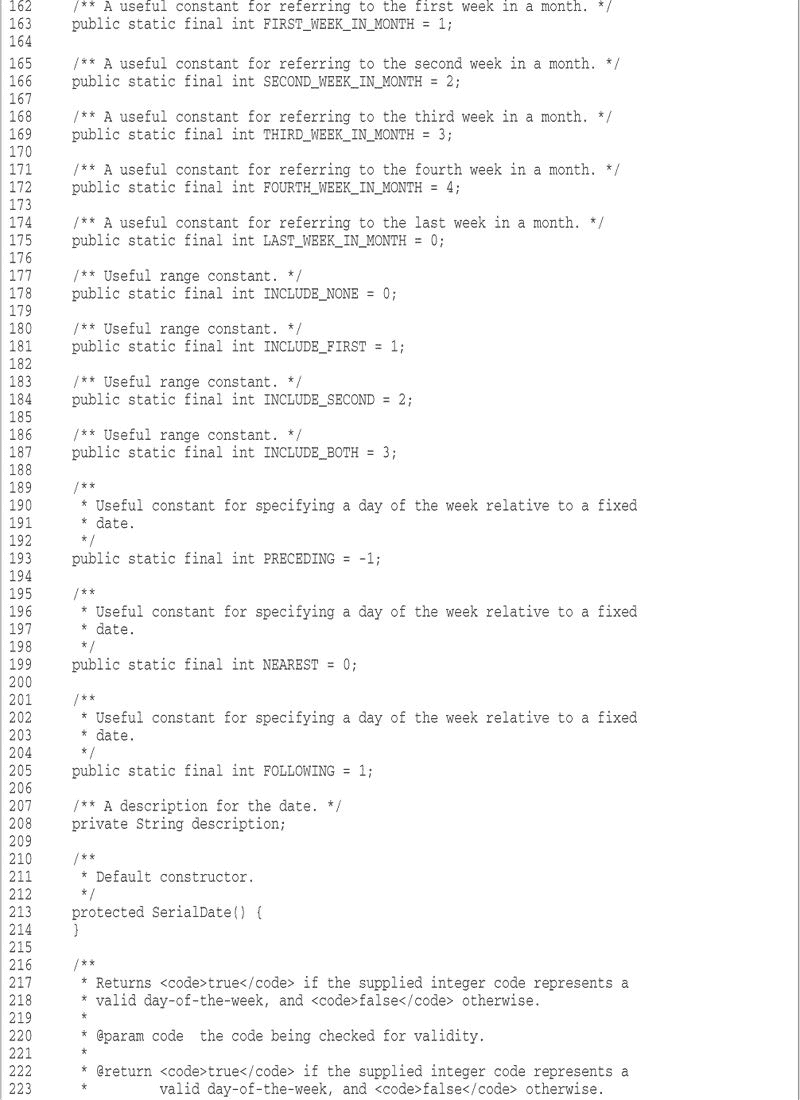 162     /** A useful constant for referring to the first week in a month. */
163     public static final int FIRST_WEEK_IN_MONTH = 1;
164
165     /** A useful constant for referring to the second week in a month. */
166     public static final int SECOND_WEEK_IN_MONTH = 2;
167
168     /** A useful constant for referring to the third week in a month. */
169     public static final int THIRD_WEEK_IN_MONTH = 3;
170
171     /** A useful constant for referring to the fourth week in a month. */
172     public static final int FOURTH_WEEK_IN_MONTH = 4;
173
174     /** A useful constant for referring to the last week in a month. */
175     public static final int LAST_WEEK_IN_MONTH = 0;
176
177     /** Useful range constant. */
178     public static final int INCLUDE_NONE = 0;
179
180     /** Useful range constant. */
181     public static final int INCLUDE_FIRST = 1;
182
183     /** Useful range constant. */
184     public static final int INCLUDE_SECOND = 2;
185
186     /** Useful range constant. */
187     public static final int INCLUDE_BOTH = 3;
188
189     /**
190      * Useful constant for specifying a day of the week relative to a fixed
191      * date.
192      */
193     public static final int PRECEDING = -1;
194
195     /**
196      * Useful constant for specifying a day of the week relative to a fixed
197      * date.
198      */
199     public static final int NEAREST = 0;
200
201     /**
202      * Useful constant for specifying a day of the week relative to a fixed
203      * date.
204      */
205     public static final int FOLLOWING = 1;
206
207     /** A description for the date. */
208     private String description;
209
210     /**
211      * Default constructor.
212      */
213     protected SerialDate() {
214     }
215
216     /**
217      * Returns <code>true</code> if the supplied integer code represents a
218      * valid day-of-the-week, and <code>false</code> otherwise.
219      *
220      * @param code  the code being checked for validity.
221      *
222      * @return <code>true</code> if the supplied integer code represents a
223      *         valid day-of-the-week, and <code>false</code> otherwise.